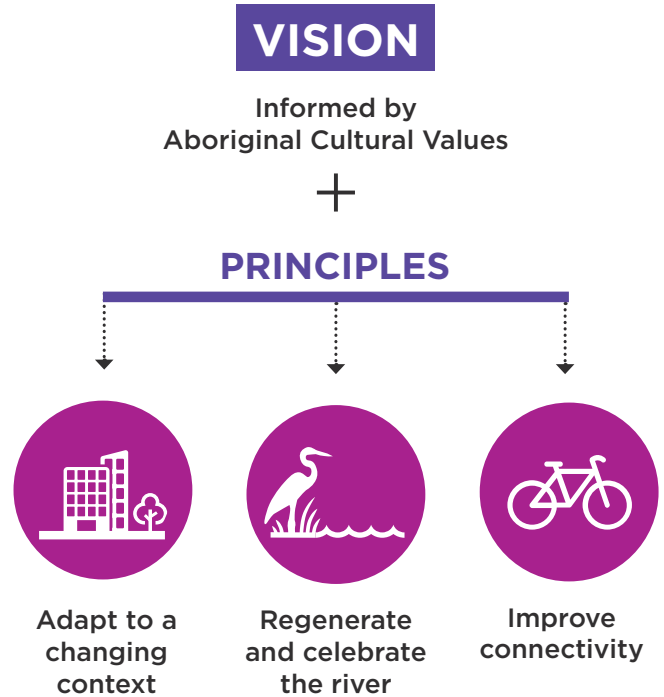 VISION
Informed by
Aboriginal Cultural Values
+
PRINCIPLES
Adapt to a
changing
context
Regenerate
and celebrate
the river
Improve
connectivity